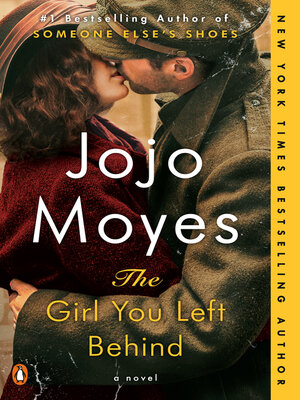 #1 Bestselling Author of
SOMEONE ELSE'S SHOES
Jojo
Moyes
The
Girl You Left
Behind
a novel
NEW YORK TIMES BESTSELLING AUTHOR